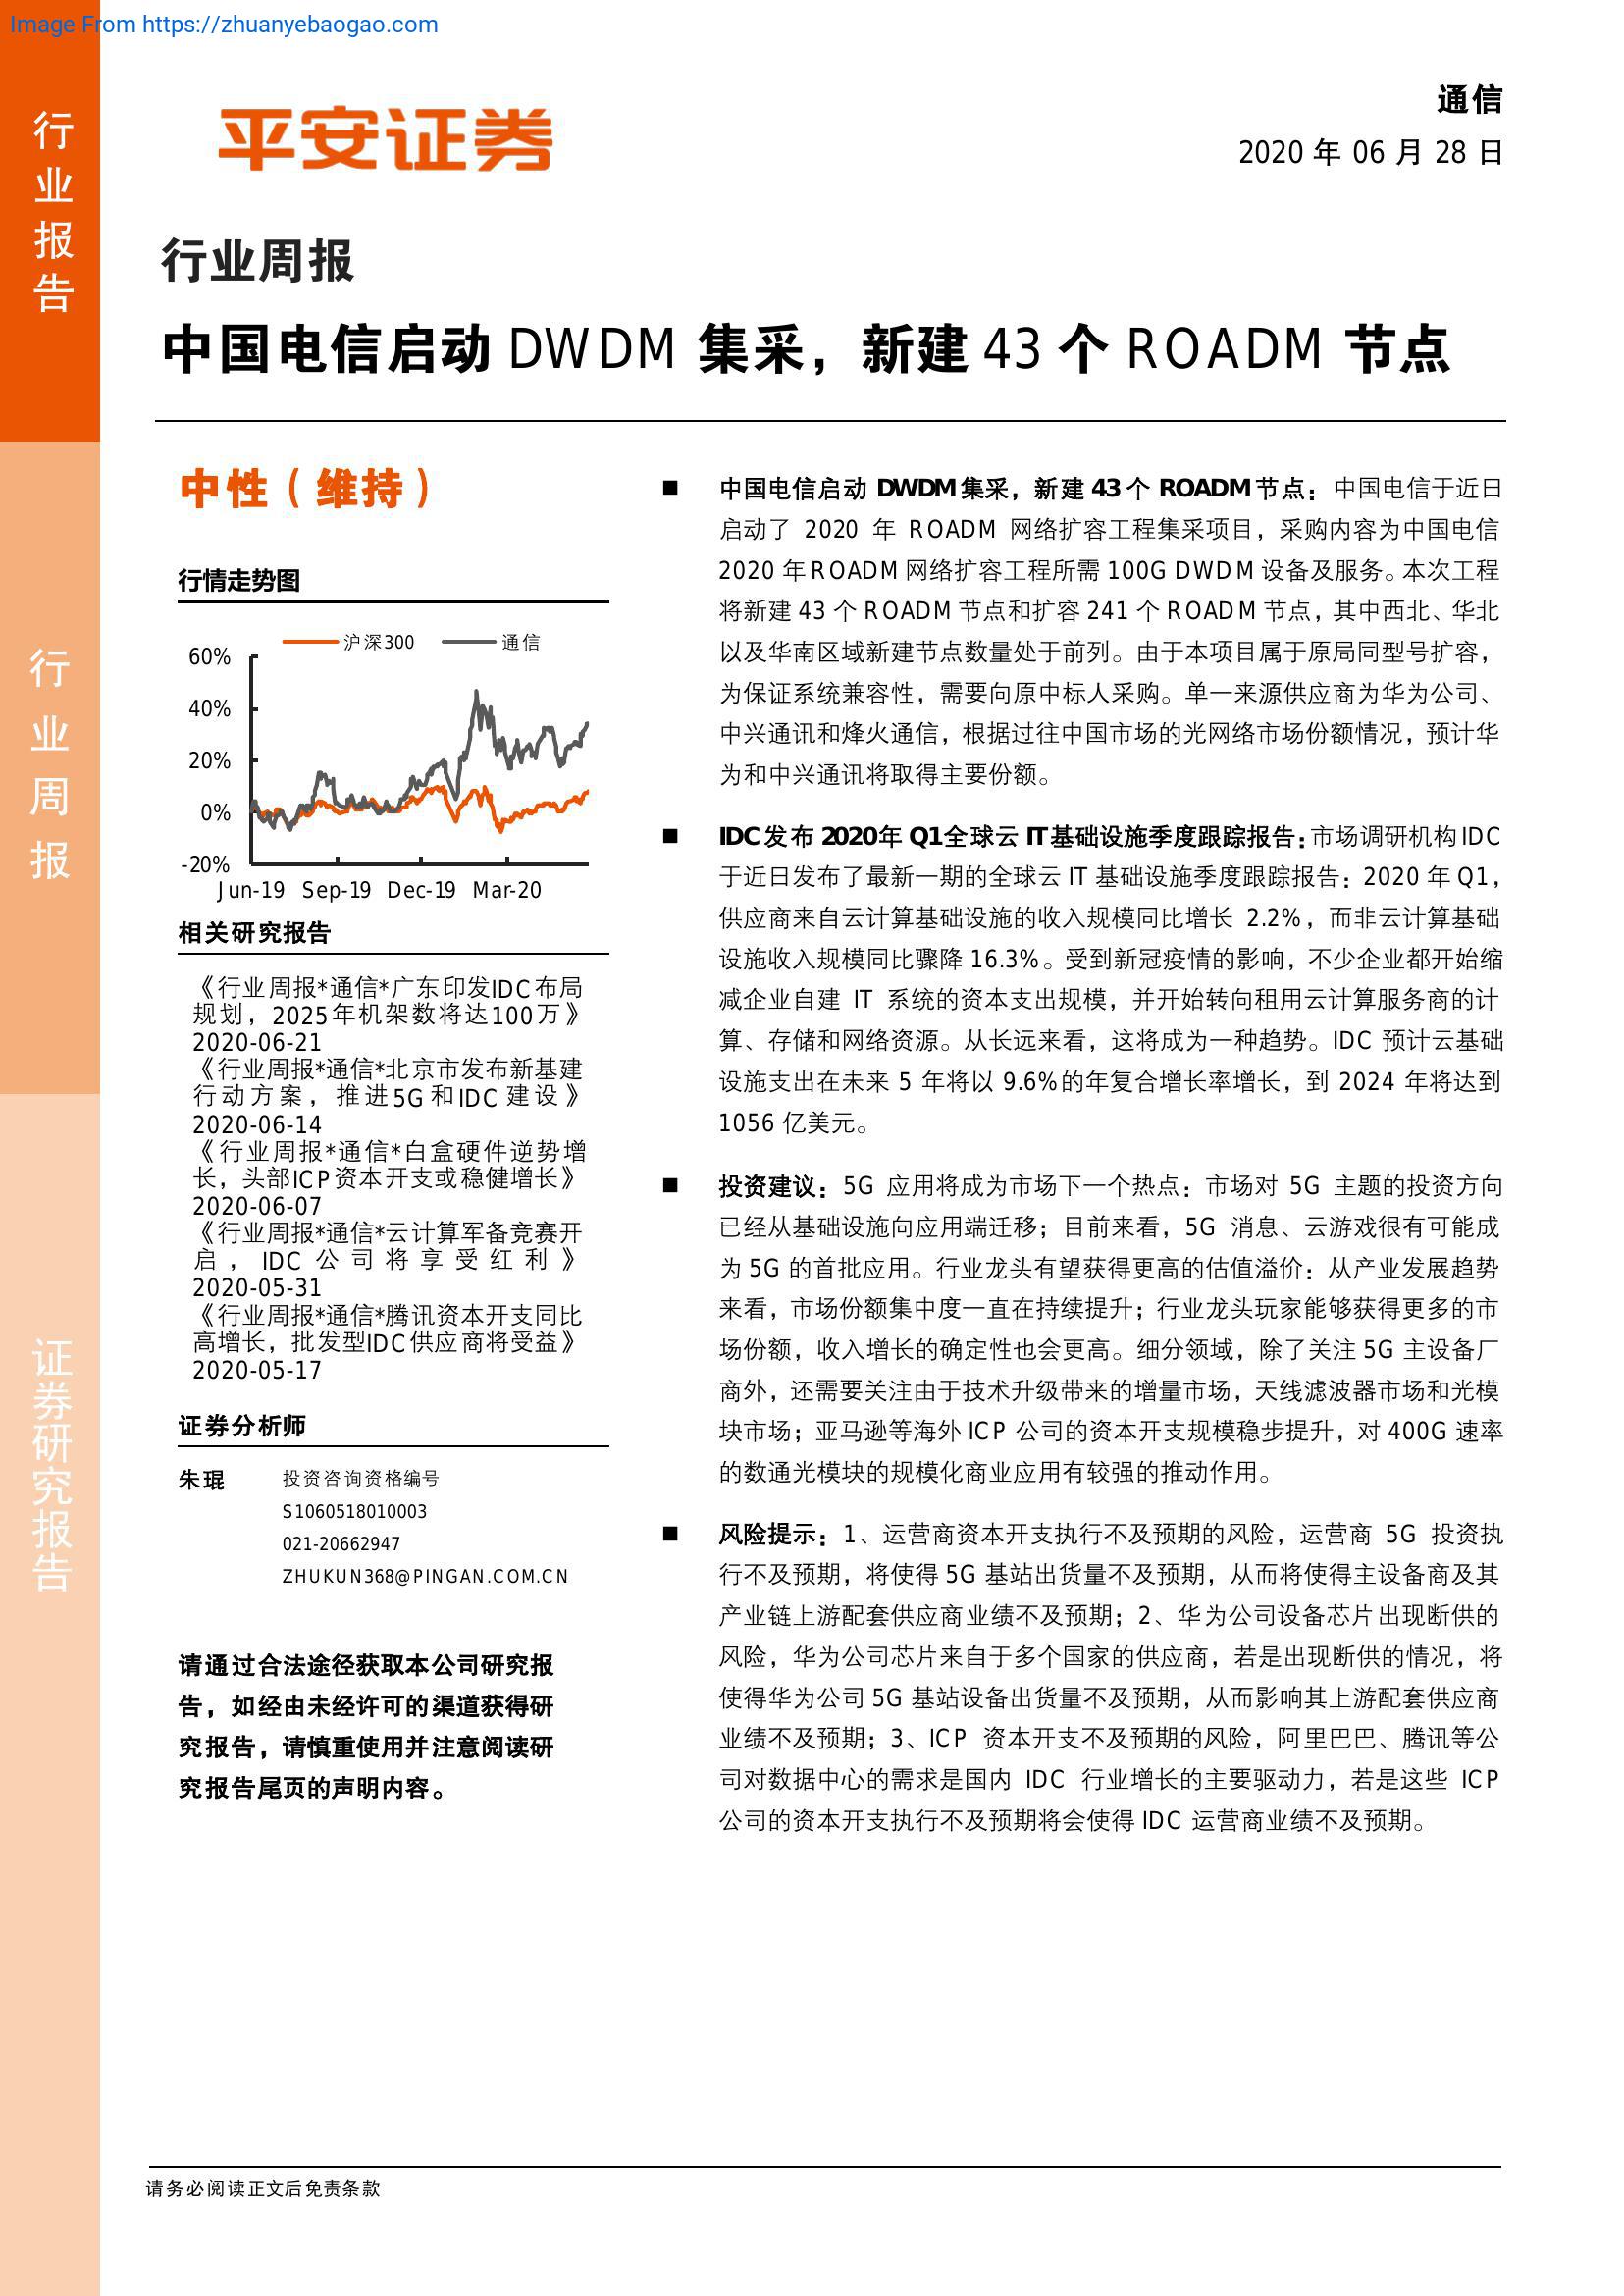 Image From https://zhuanyebaogao.com
行业报告
行业周报
证券研究报告
平安证券
通信
2020 年 06 月 28 日
行业周报
中国电信启动 DWDM 集采，新建 43 个 ROADM 节点
中性（维持）
行情走势图
沪深300 通信
60%
40%
20%
0%
-20%
Jun-19 Sep-19 Dec-19 Mar-20
相关研究报告
《行业周报*通信*广东印发IDC布局
规划，2025年机架数将达100万》
2020-06-21
《行业周报*通信*北京市发布新基建
行动方案，推进5G和IDC建设》
2020-06-14
《行业周报*通信*白盒硬件逆势增
长，头部ICP资本开支或稳健增长》
2020-06-07
《行业周报*通信*云计算军备竞赛开
启，IDC公司将享受红利》
2020-05-31
《行业周报*通信*腾讯资本开支同比
高增长，批发型IDC供应商将受益》
2020-05-17
证券分析师
朱琨 投资咨询资格编号
S1060518010003
021-20662947
ZHUKUN368@PINGAN.COM.CN
请通过合法途径获取本公司研究报
告，如经由未经许可的渠道获得研
究报告，请慎重使用并注意阅读研
究报告尾页的声明内容。
■ 中国电信启动 DWDM 集采，新建 43 个 ROADM 节点：中国电信于近日
启动了 2020 年 ROADM 网络扩容工程集采项目，采购内容为中国电信
2020 年 ROADM 网络扩容工程所需 100G DWDM 设备及服务。本次工程
将新建 43 个 ROADM 节点和扩容 241 个 ROADM 节点，其中西北、华北
以及华南区域新建节点数量处于前列。由于本项目属于原局同型号扩容，
为保证系统兼容性，需要向原中标人采购。单一来源供应商为华为公司、
中兴通讯和烽火通信，根据过往中国市场的光网络市场份额情况，预计华
为和中兴通讯将取得主要份额。
■ IDC 发布 2020年 Q1全球云 IT 基础设施季度跟踪报告：市场调研机构 IDC
于近日发布了最新一期的全球云 IT 基础设施季度跟踪报告：2020 年 Q1，
供应商来自云计算基础设施的收入规模同比增长 2.2%，而非云计算基础
设施收入规模同比骤降 16.3%。受到新冠疫情的影响，不少企业都开始缩
减企业自建 IT 系统的资本支出规模，并开始转向租用云计算服务商的计
算、存储和网络资源。从长远来看，这将成为一种趋势。IDC 预计云基础
设施支出在未来 5 年将以 9.6%的年复合增长率增长，到 2024 年将达到
1056 亿美元。
■ 投资建议：5G 应用将成为市场下一个热点：市场对 5G 主题的投资方向
已经从基础设施向应用端迁移；目前来看，5G 消息、云游戏很有可能成
为 5G 的首批应用。行业龙头有望获得更高的估值溢价：从产业发展趋势
来看，市场份额集中度一直在持续提升；行业龙头玩家能够获得更多的市
场份额，收入增长的确定性也会更高。细分领域，除了关注 5G 主设备厂
商外，还需要关注由于技术升级带来的增量市场，天线滤波器市场和光模
块市场；亚马逊等海外 ICP 公司的资本开支规模稳步提升，对 400G 速率
的数通光模块的规模化商业应用有较强的推动作用。
■ 风险提示：1、运营商资本开支执行不及预期的风险，运营商 5G 投资执
行不及预期，将使得 5G 基站出货量不及预期，从而将使得主设备商及其
产业链上游配套供应商业绩不及预期；2、华为公司设备芯片出现断供的
风险，华为公司芯片来自于多个国家的供应商，若是出现断供的情况，将
使得华为公司 5G 基站设备出货量不及预期，从而影响其上游配套供应商
业绩不及预期；3、ICP 资本开支不及预期的风险，阿里巴巴、腾讯等公
司对数据中心的需求是国内 IDC 行业增长的主要驱动力，若是这些 ICP
公司的资本开支执行不及预期将会使得 IDC 运营商业绩不及预期。
请务必阅读正文后免责条款